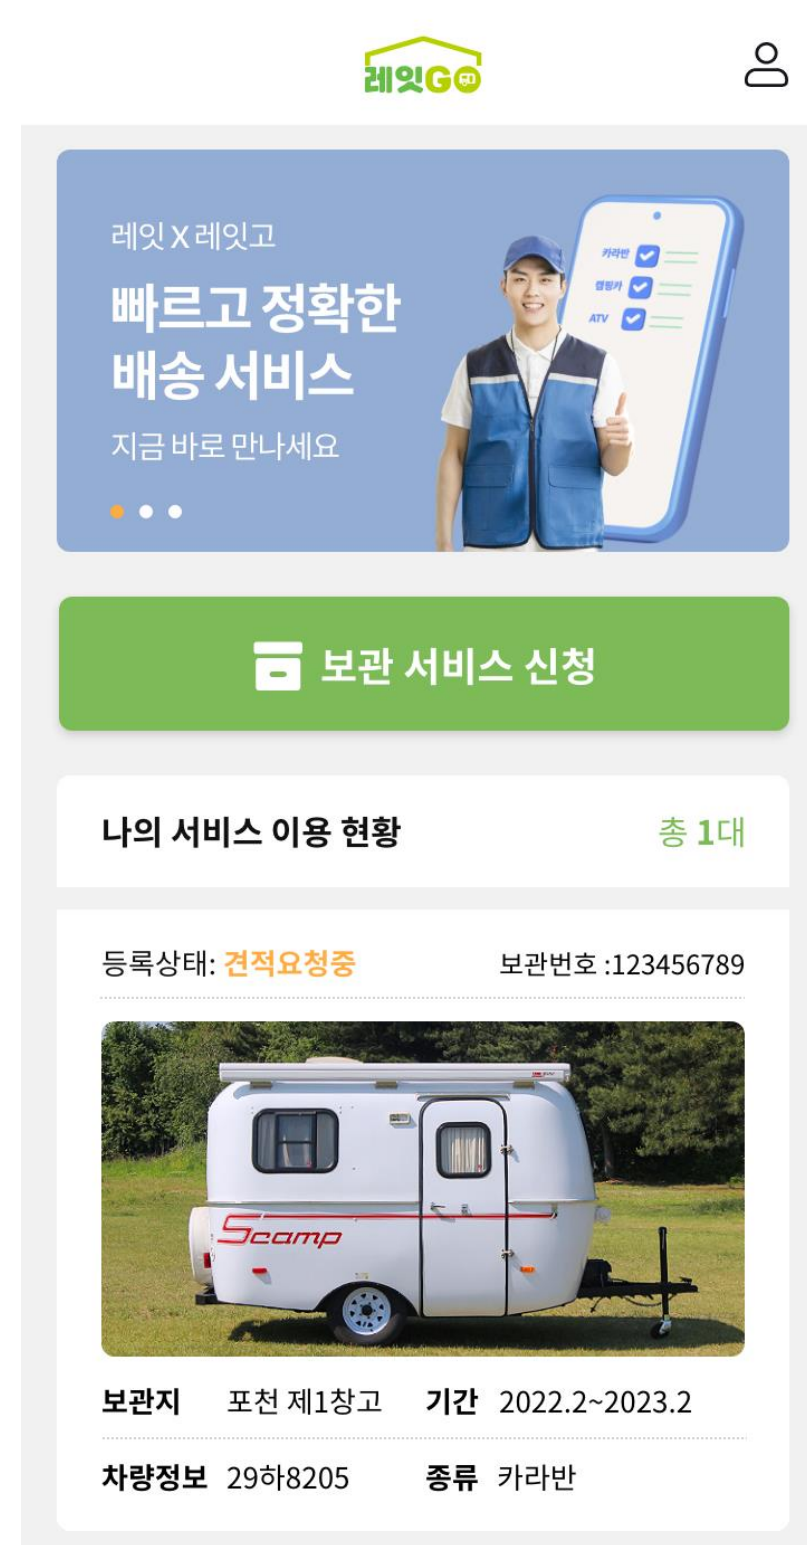 레잇GO
레잇 X 레잇고
빠르고 정확한
배송 서비스
지금 바로 만나세요
카라반
캠핑카
ATV
보관 서비스 신청
나의 서비스 이용 현황 총 1대
등록상태: 견적요청중 보관번호 :123456789
Scamp
보관지 포천 제1창고 기간 2022.2~2023.2
차량정보 29하8205 종류 카라반